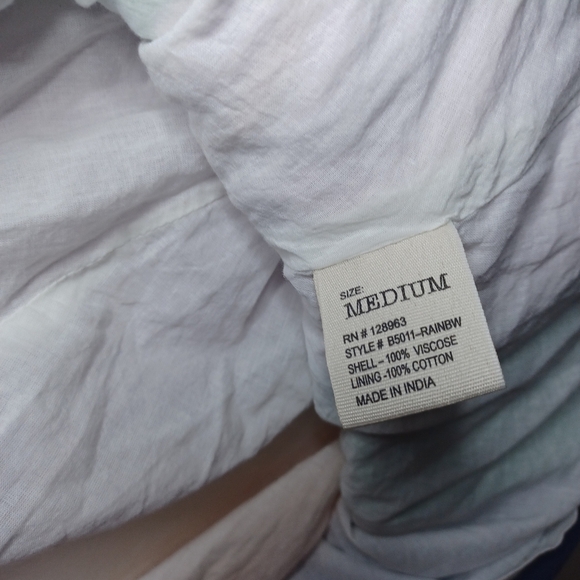 SIZE:
MEDIUM
RN # 128963
STYLE# B5011-RAINBW
SHELL-100% VISCOSE
LINING-100% COTTON
MADE IN INDIA